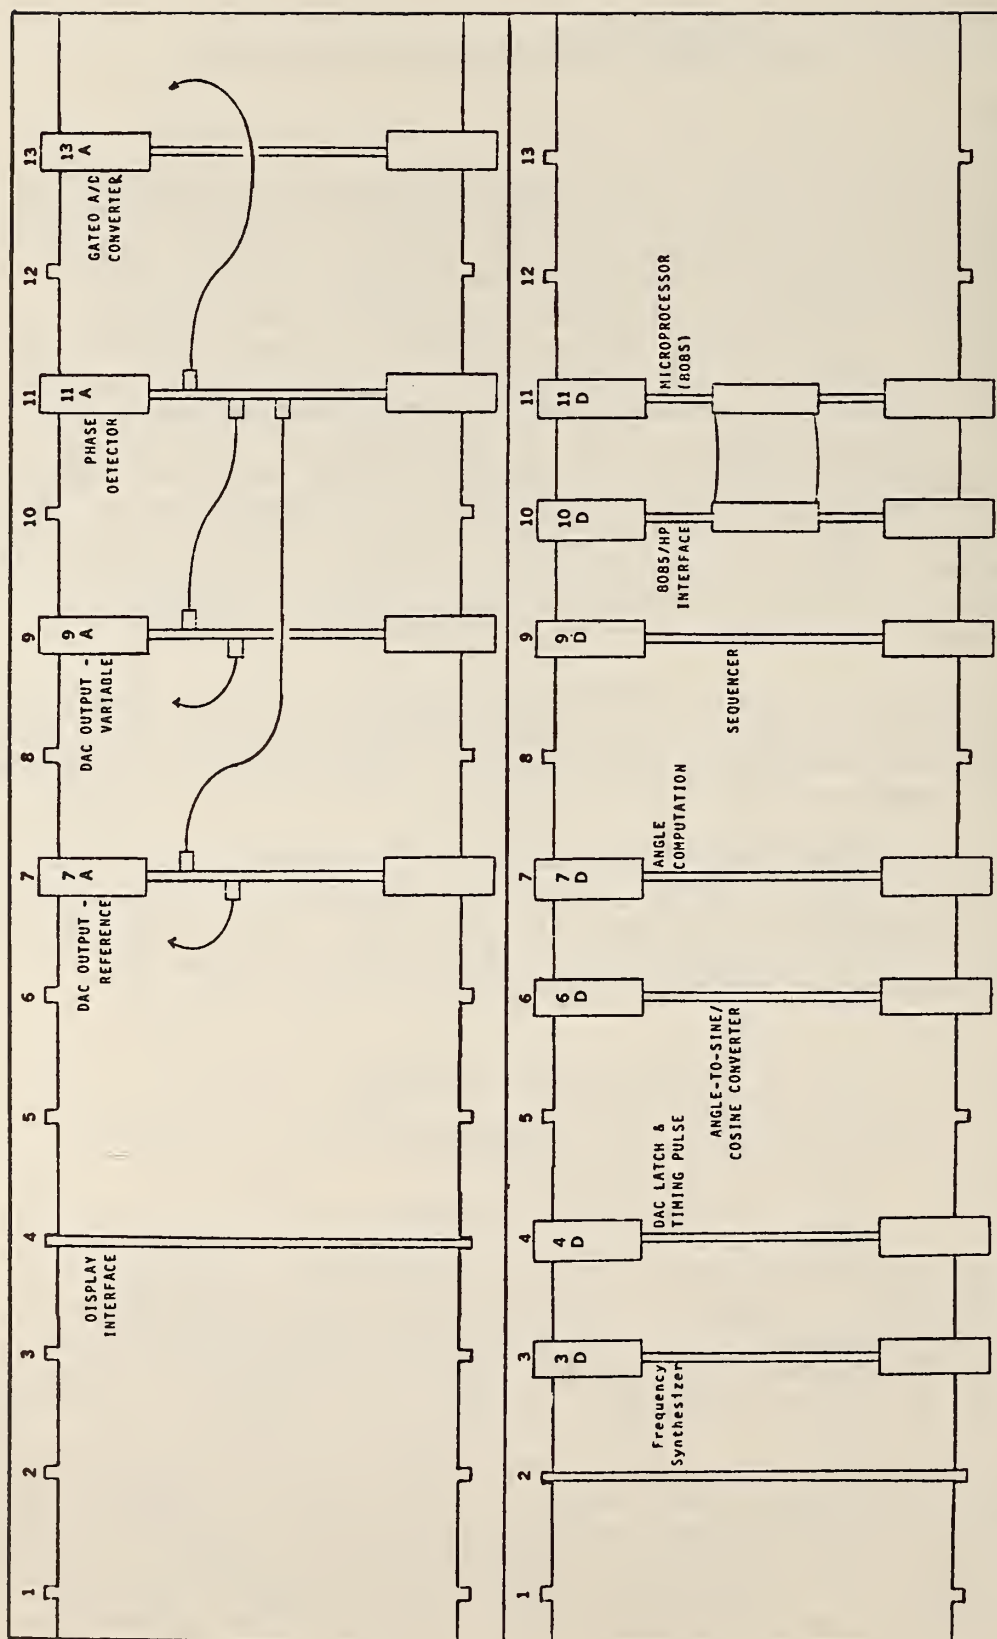 1
2
3
4
5
6
7
8
9
10
11
12
13
7
A
9
A
11
A
13
A
DISPLAY
INTERFACE
DAC OUTPUT -
REFERENCE
DAC OUTPUT -
VARIABLE
PHASE
DETECTOR
GATED A/D
CONVERTER
1
2
3
4
5
6
7
8
9
10
11
12
13
3
D
4
D
6
D
7
D
9
D
10
D
11
D
Frequency
Synthesizer
DAC LATCH &
TIMING PULSE
ANGLE-TO-SINE/
COSINE CONVERTER
ANGLE
COMPUTATION
SEQUENCER
8085/HP
INTERFACE
MICROPROCESSOR
(8085)